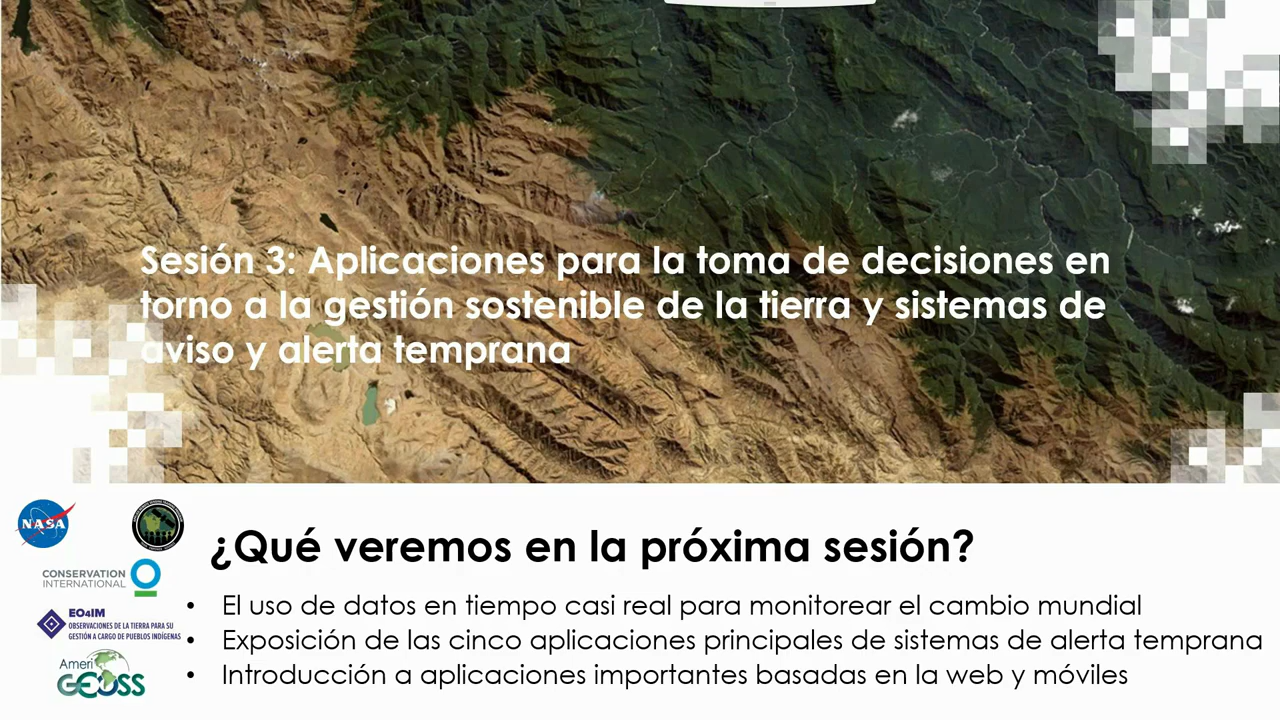 Sesión 3: Aplicaciones para la toma de decisiones en
torno a la gestión sostenible de la tierra y sistemas de
aviso y alerta temprana
NASA
¿Qué veremos en la próxima sesión?
CONSERVATION
INTERNATIONAL
• El uso de datos en tiempo casi real para monitorear el cambio mundial
EO4IM
OBSERVACIONES DE LA TIERRA PARA SU
GESTIÓN A CARGO DE PUEBLOS INDÍGENAS
• Exposición de las cinco aplicaciones principales de sistemas de alerta temprana
• Introducción a aplicaciones importantes basadas en la web y móviles
Ameri
GEOSS